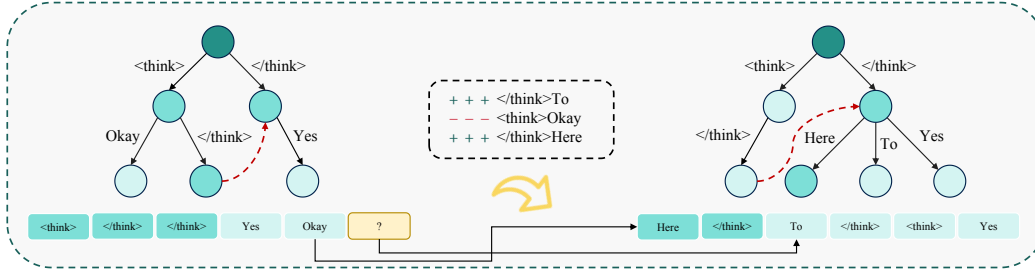 <think>
</think>
Okay
</think>
Yes
+ + + </think>To
− − − <think>Okay
+ + + </think>Here
<think>
</think>
</think>
Here
To
Yes
<think> </think> </think> Yes Okay ?
Here </think> To </think> <think> Yes